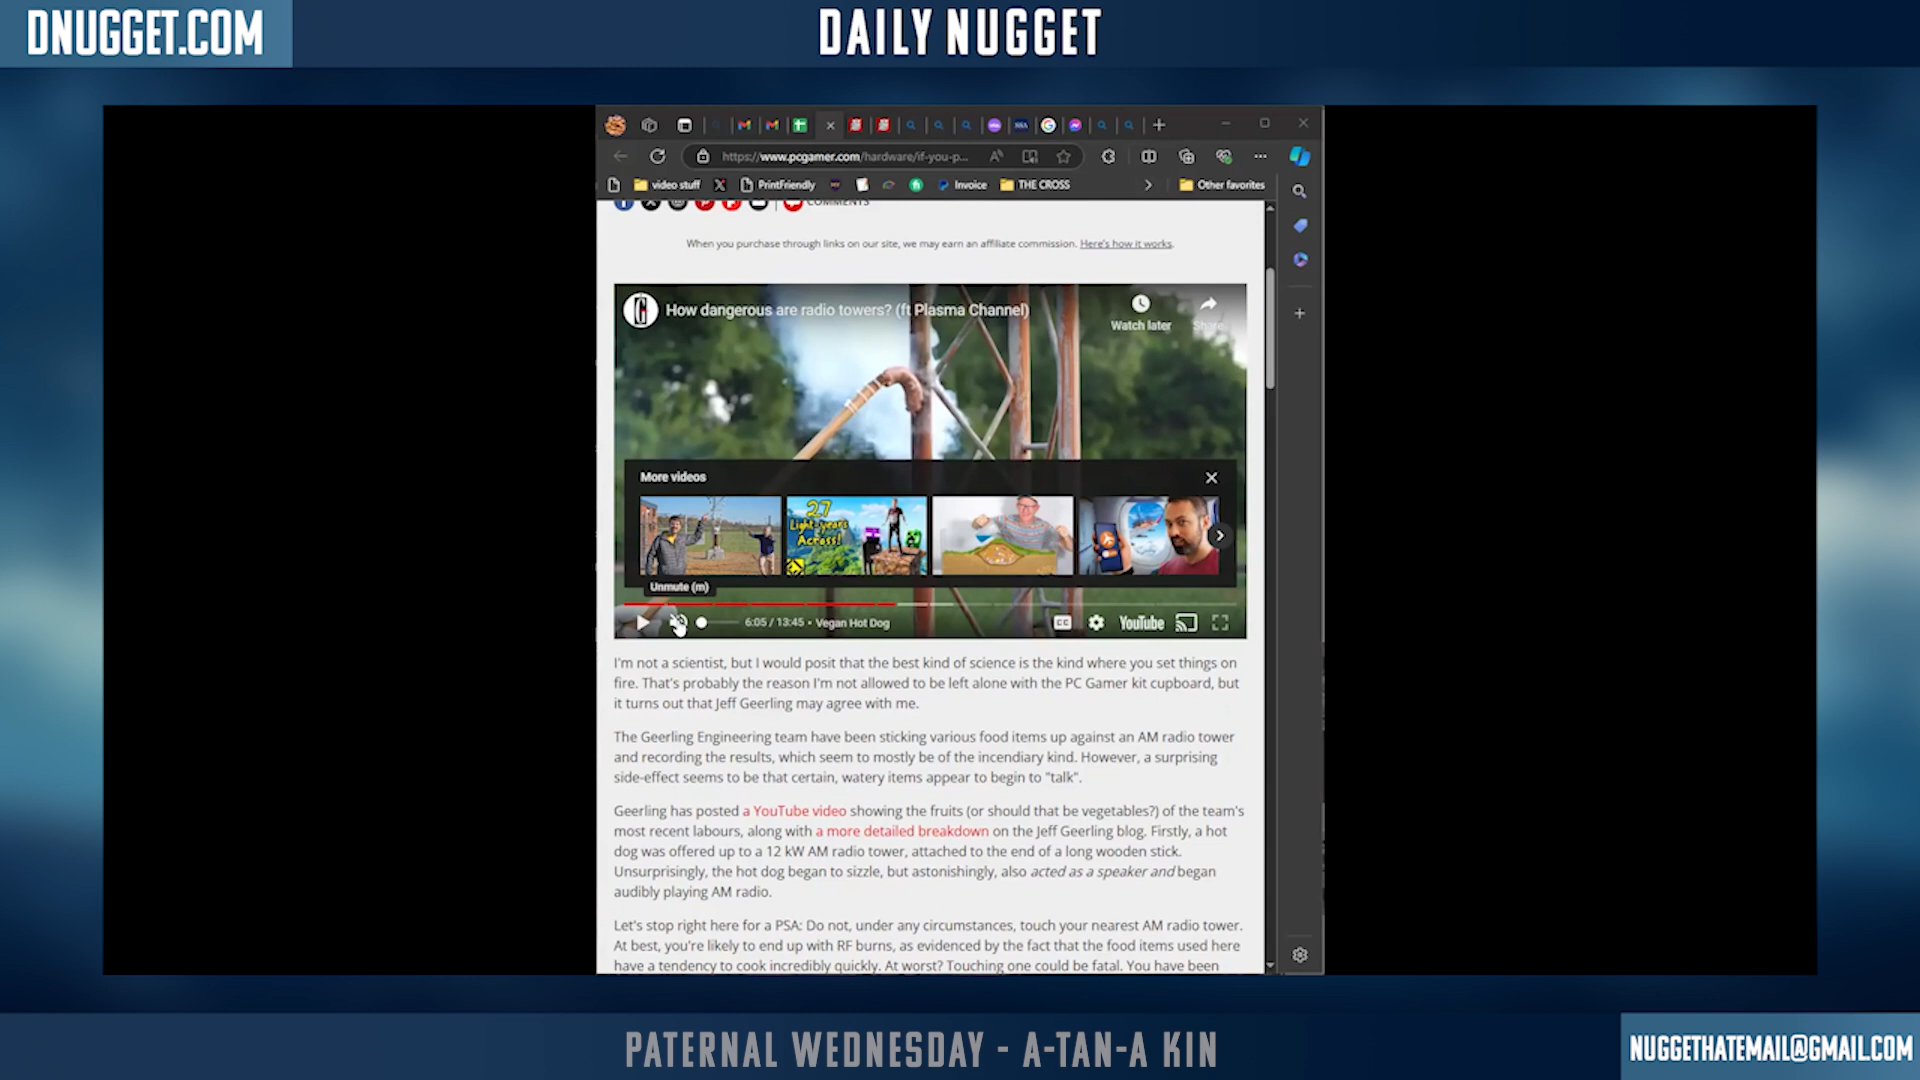 DNUGGET.COM
DAILY NUGGET
https://www.pcgamer.com/hardware/if-you-p...
video stuff
PrintFriendly
Invoice
THE CROSS
Other favorites
COMMENTS
When you purchase through links on our site, we may earn an affiliate commission. Here's how it works.
How dangerous are radio towers? (ft Plasma Channel)
Watch later
Share
More videos
27
Light-years
Across!
Unmute (m)
6:05 / 13:45 • Vegan Hot Dog
CC
YouTube
I'm not a scientist, but I would posit that the best kind of science is the kind where you set things on
fire. That's probably the reason I'm not allowed to be left alone with the PC Gamer kit cupboard, but
it turns out that Jeff Geerling may agree with me.
The Geerling Engineering team have been sticking various food items up against an AM radio tower
and recording the results, which seem to mostly be of the incendiary kind. However, a surprising
side-effect seems to be that certain, watery items appear to begin to "talk".
Geerling has posted a YouTube video showing the fruits (or should that be vegetables?) of the team's
most recent labours, along with a more detailed breakdown on the Jeff Geerling blog. Firstly, a hot
dog was offered up to a 12 kW AM radio tower, attached to the end of a long wooden stick.
Unsurprisingly, the hot dog began to sizzle, but astonishingly, also acted as a speaker and began
audibly playing AM radio.
Let's stop right here for a PSA: Do not, under any circumstances, touch your nearest AM radio tower.
At best, you're likely to end up with RF burns, as evidenced by the fact that the food items used here
have a tendency to cook incredibly quickly. At worst? Touching one could be fatal. You have been
PATERNAL WEDNESDAY - A-TAN-A KIN
NUGGETHATEMAIL@GMAIL.COM